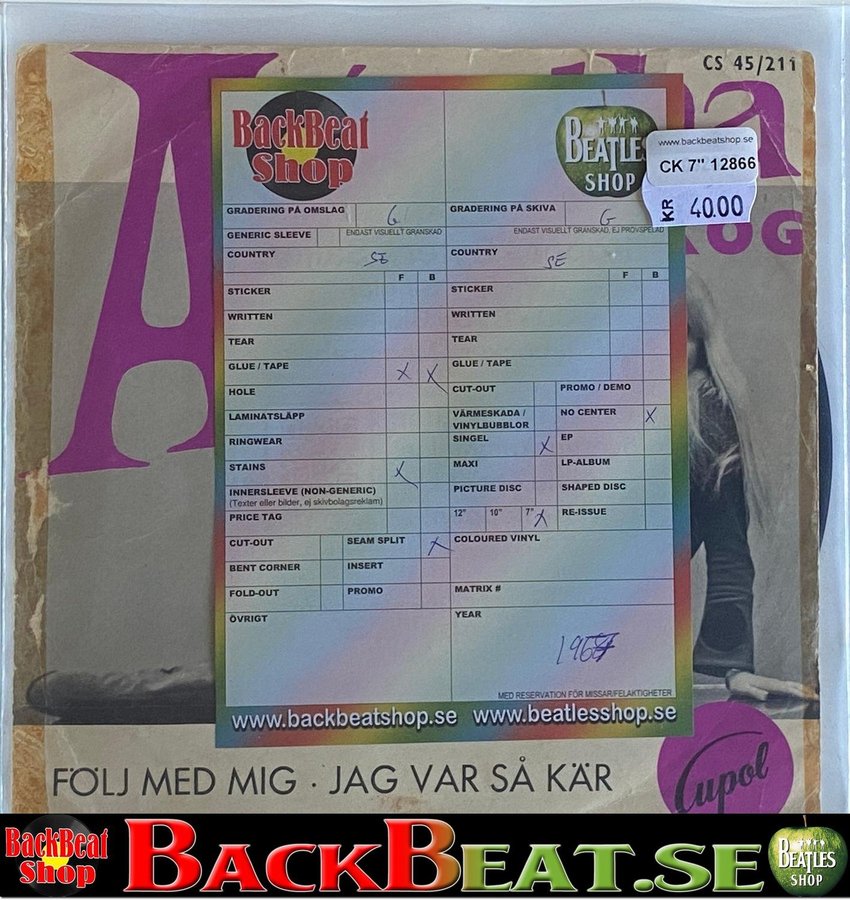 CS 45/211
BackBeat
Shop
BEATLES
SHOP
www.backbeatshop.se
CK 7" 12866
KR 40.00
GRADERING PÅ OMSLAG G
GRADERING PÅ SKIVA G
GENERIC SLEEVE
ENDAST VISUELLT GRANSKAD
ENDAST VISUELLT GRANSKAD, EJ PROVSPELAD
COUNTRY SE
COUNTRY SE
F B
F B
STICKER
STICKER
WRITTEN
WRITTEN
TEAR
TEAR
GLUE / TAPE X X
GLUE / TAPE
HOLE
CUT-OUT PROMO / DEMO
LAMINATSLÄPP
VÄRMESKADA /
VINYLBUBBLOR
NO CENTER X
RINGWEAR
SINGEL X EP
STAINS X
MAXI LP-ALBUM
INNERSLEEVE (NON-GENERIC)
(Texter eller bilder, ej skivbolagsreklam)
PICTURE DISC SHAPED DISC
PRICE TAG
12" 10" 7" X RE-ISSUE
CUT-OUT SEAM SPLIT X
COLOURED VINYL
BENT CORNER INSERT
FOLD-OUT PROMO
MATRIX #
ÖVRIGT
YEAR
MED RESERVATION FÖR MISSAR/FELAKTIGHETER
www.backbeatshop.se www.beatlesshop.se
FÖLJ MED MIG · JAG VAR SÅ KÄR
Cupol
BackBeat
Shop
BACKBEAT.SE
BEATLES
SHOP